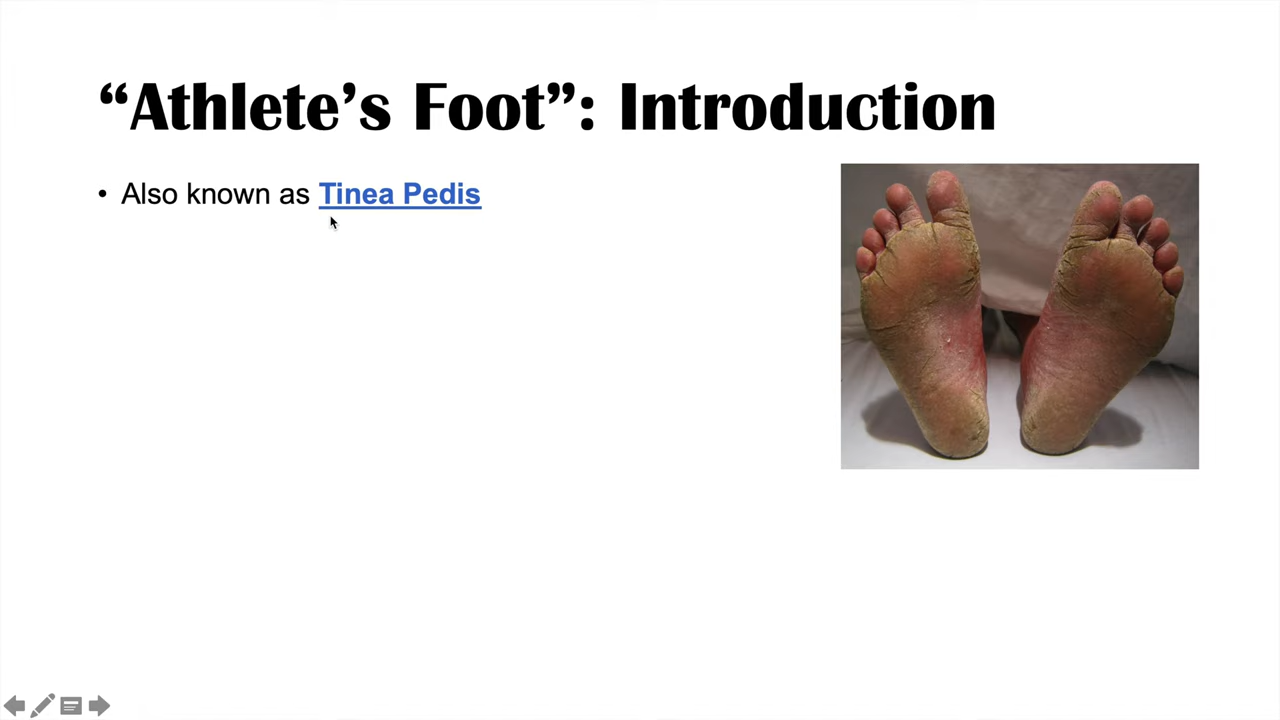 “Athlete’s Foot”: Introduction
• Also known as Tinea Pedis